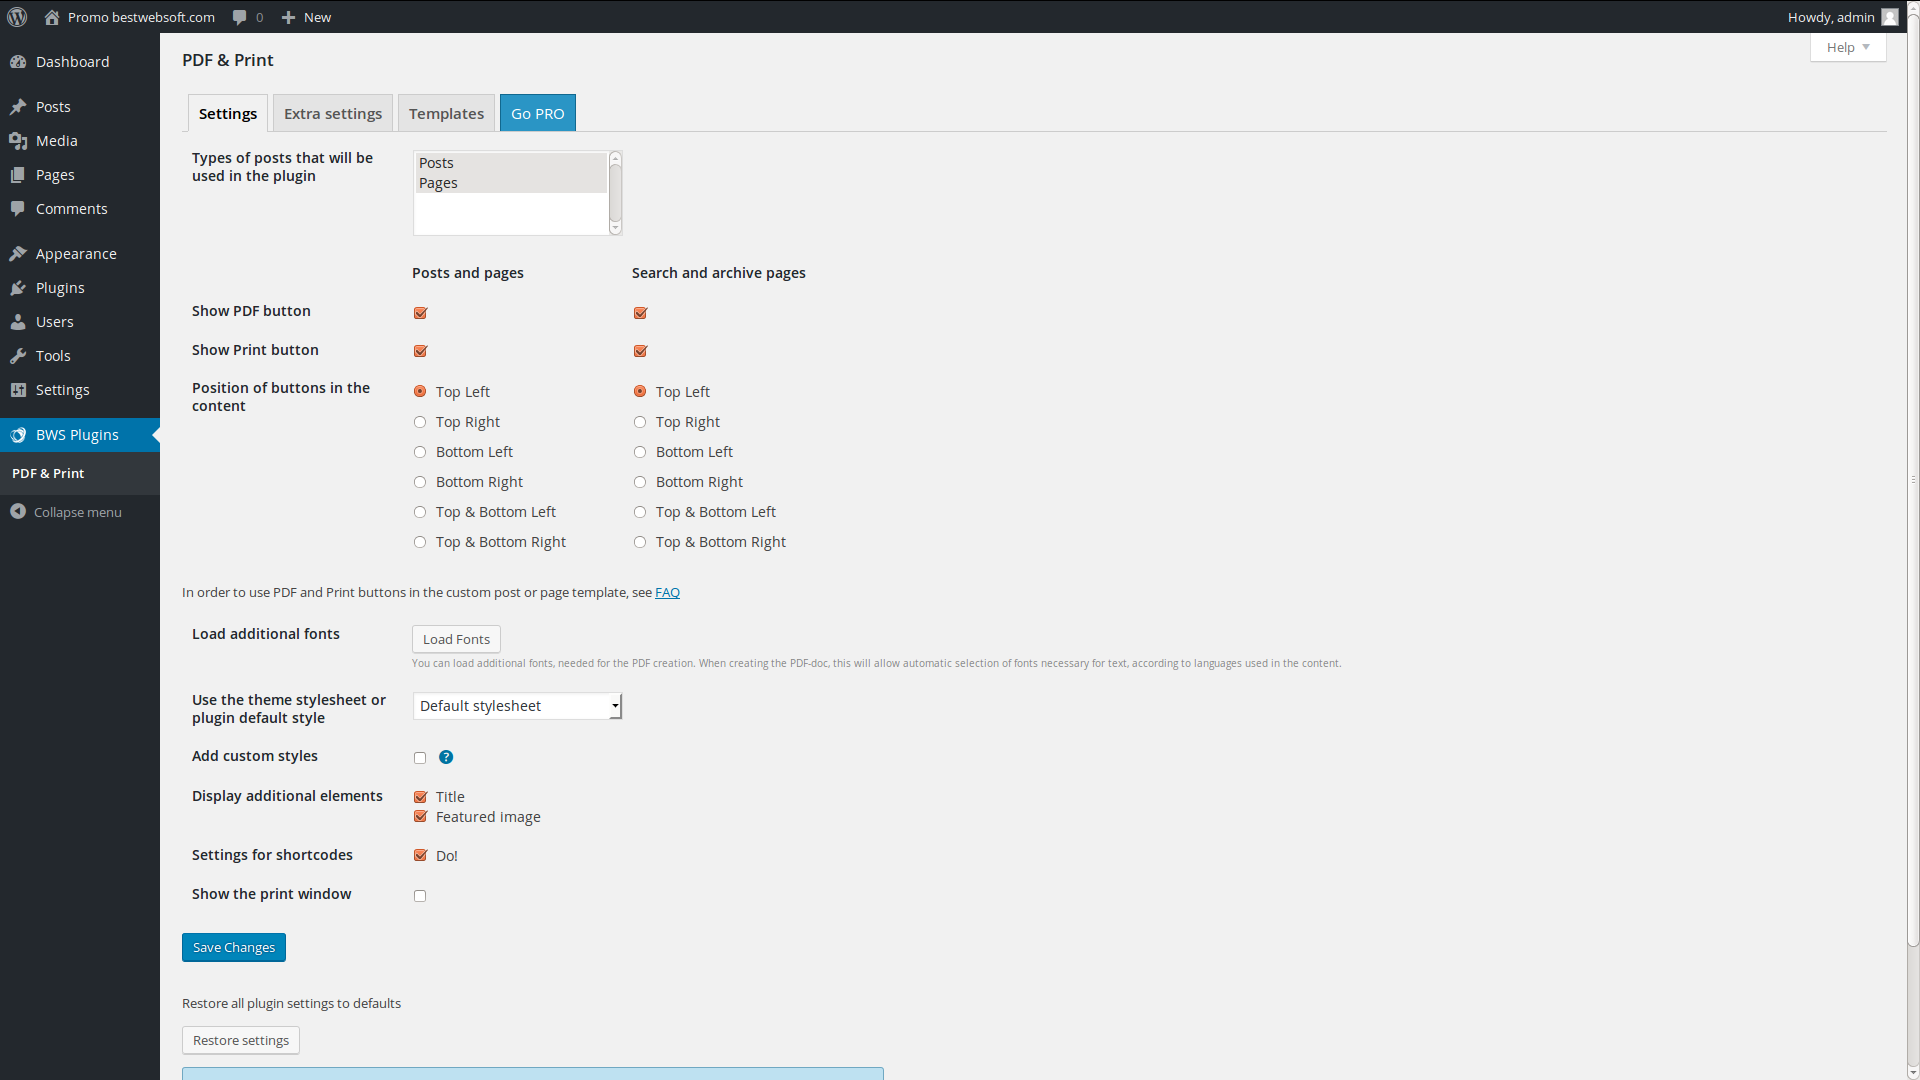 Promo bestwebsoft.com 0 New Howdy, admin
Help
Dashboard
Posts
Media
Pages
Comments
Appearance
Plugins
Users
Tools
Settings
BWS Plugins
PDF & Print
Collapse menu
PDF & Print
Settings Extra settings Templates Go PRO
Types of posts that will be
used in the plugin
Posts
Pages
Posts and pages Search and archive pages
Show PDF button
Show Print button
Position of buttons in the
content
Top Left Top Left
Top Right Top Right
Bottom Left Bottom Left
Bottom Right Bottom Right
Top & Bottom Left Top & Bottom Left
Top & Bottom Right Top & Bottom Right
In order to use PDF and Print buttons in the custom post or page template, see FAQ
Load additional fonts Load Fonts
You can load additional fonts, needed for the PDF creation. When creating the PDF-doc, this will allow automatic selection of fonts necessary for text, according to languages used in the content.
Use the theme stylesheet or
plugin default style
Default stylesheet
Add custom styles ?
Display additional elements Title
Featured image
Settings for shortcodes Do!
Show the print window
Save Changes
Restore all plugin settings to defaults
Restore settings